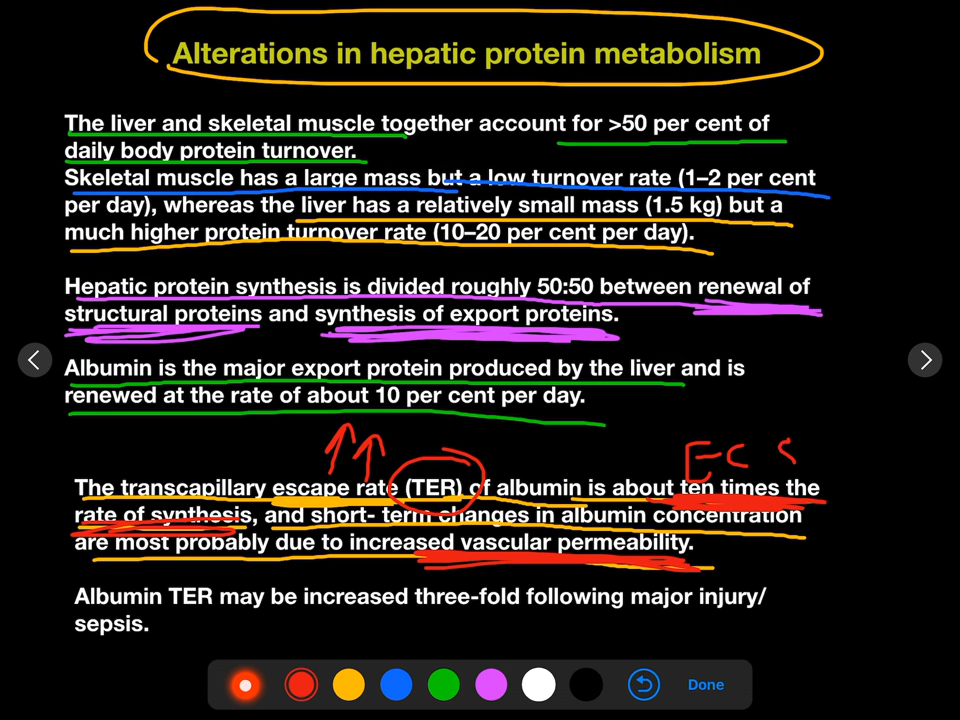 Alterations in hepatic protein metabolism
The liver and skeletal muscle together account for >50 per cent of
daily body protein turnover.
Skeletal muscle has a large mass but a low turnover rate (1–2 per cent
per day), whereas the liver has a relatively small mass (1.5 kg) but a
much higher protein turnover rate (10–20 per cent per day).
Hepatic protein synthesis is divided roughly 50:50 between renewal of
structural proteins and synthesis of export proteins.
Albumin is the major export protein produced by the liver and is
renewed at the rate of about 10 per cent per day.
The transcapillary escape rate (TER) of albumin is about ten times the
rate of synthesis, and short- term changes in albumin concentration
are most probably due to increased vascular permeability.
Albumin TER may be increased three-fold following major injury/
sepsis.
Done